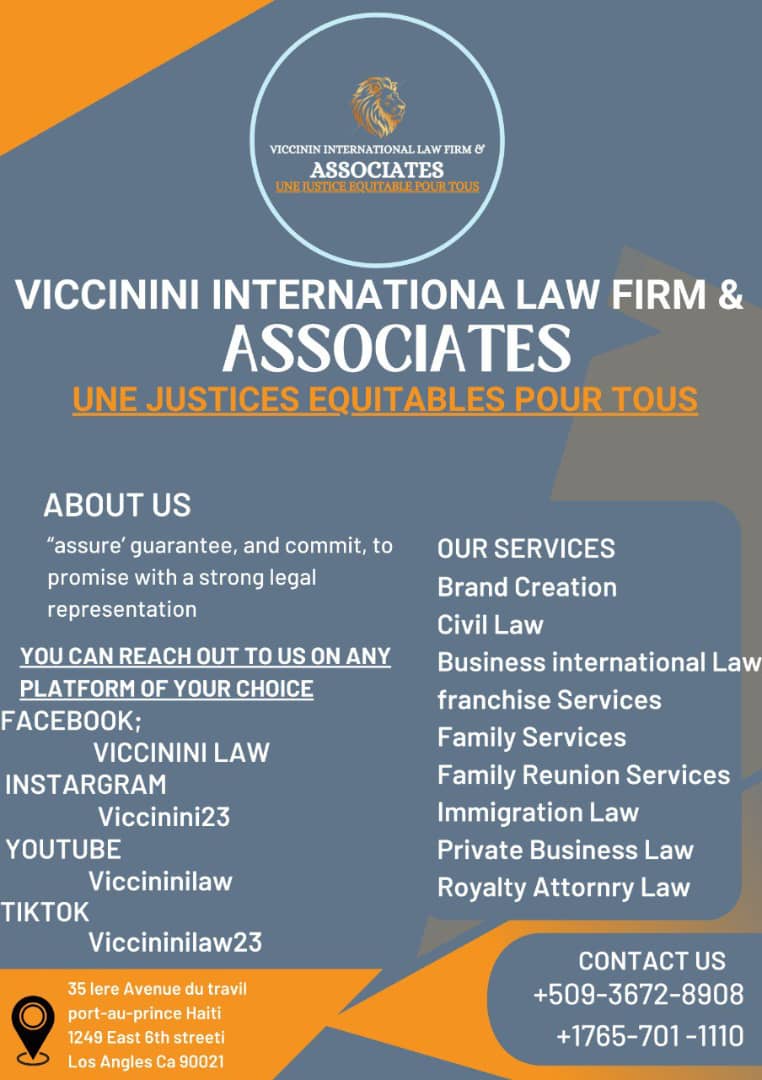 VICCININ INTERNATIONAL LAW FIRM &
ASSOCIATES
UNE JUSTICE EQUITABLE POUR TOUS
VICCININI INTERNATIONA LAW FIRM &
ASSOCIATES
UNE JUSTICES EQUITABLES POUR TOUS
ABOUT US
“assure’ guarantee, and commit, to
promise with a strong legal
representation
YOU CAN REACH OUT TO US ON ANY
PLATFORM OF YOUR CHOICE
FACEBOOK;
VICCININI LAW
INSTARGRAM
Viccinini23
YOUTUBE
Viccininilaw
TIKTOK
Viccininilaw23
OUR SERVICES
Brand Creation
Civil Law
Business international Law
franchise Services
Family Services
Family Reunion Services
Immigration Law
Private Business Law
Royalty Attornry Law
35 Iere Avenue du travil
port-au-prince Haiti
1249 East 6th streeti
Los Angles Ca 90021
CONTACT US
+509-3672-8908
+1765-701 -1110